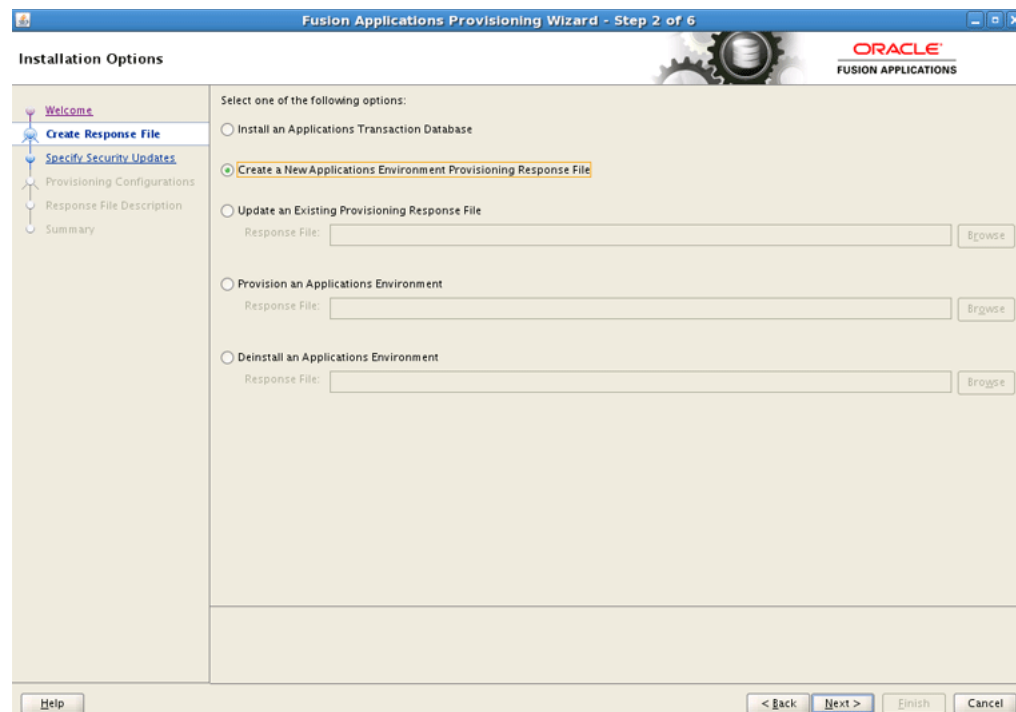 Fusion Applications Provisioning Wizard - Step 2 of 6
Installation Options
ORACLE
FUSION APPLICATIONS
Welcome
Create Response File
Specify Security Updates
Provisioning Configurations
Response File Description
Summary
Select one of the following options:
Install an Applications Transaction Database
Create a New Applications Environment Provisioning Response File
Update an Existing Provisioning Response File
Response File: Browse
Provision an Applications Environment
Response File: Browse
Deinstall an Applications Environment
Response File: Browse
Help < Back Next > Finish Cancel